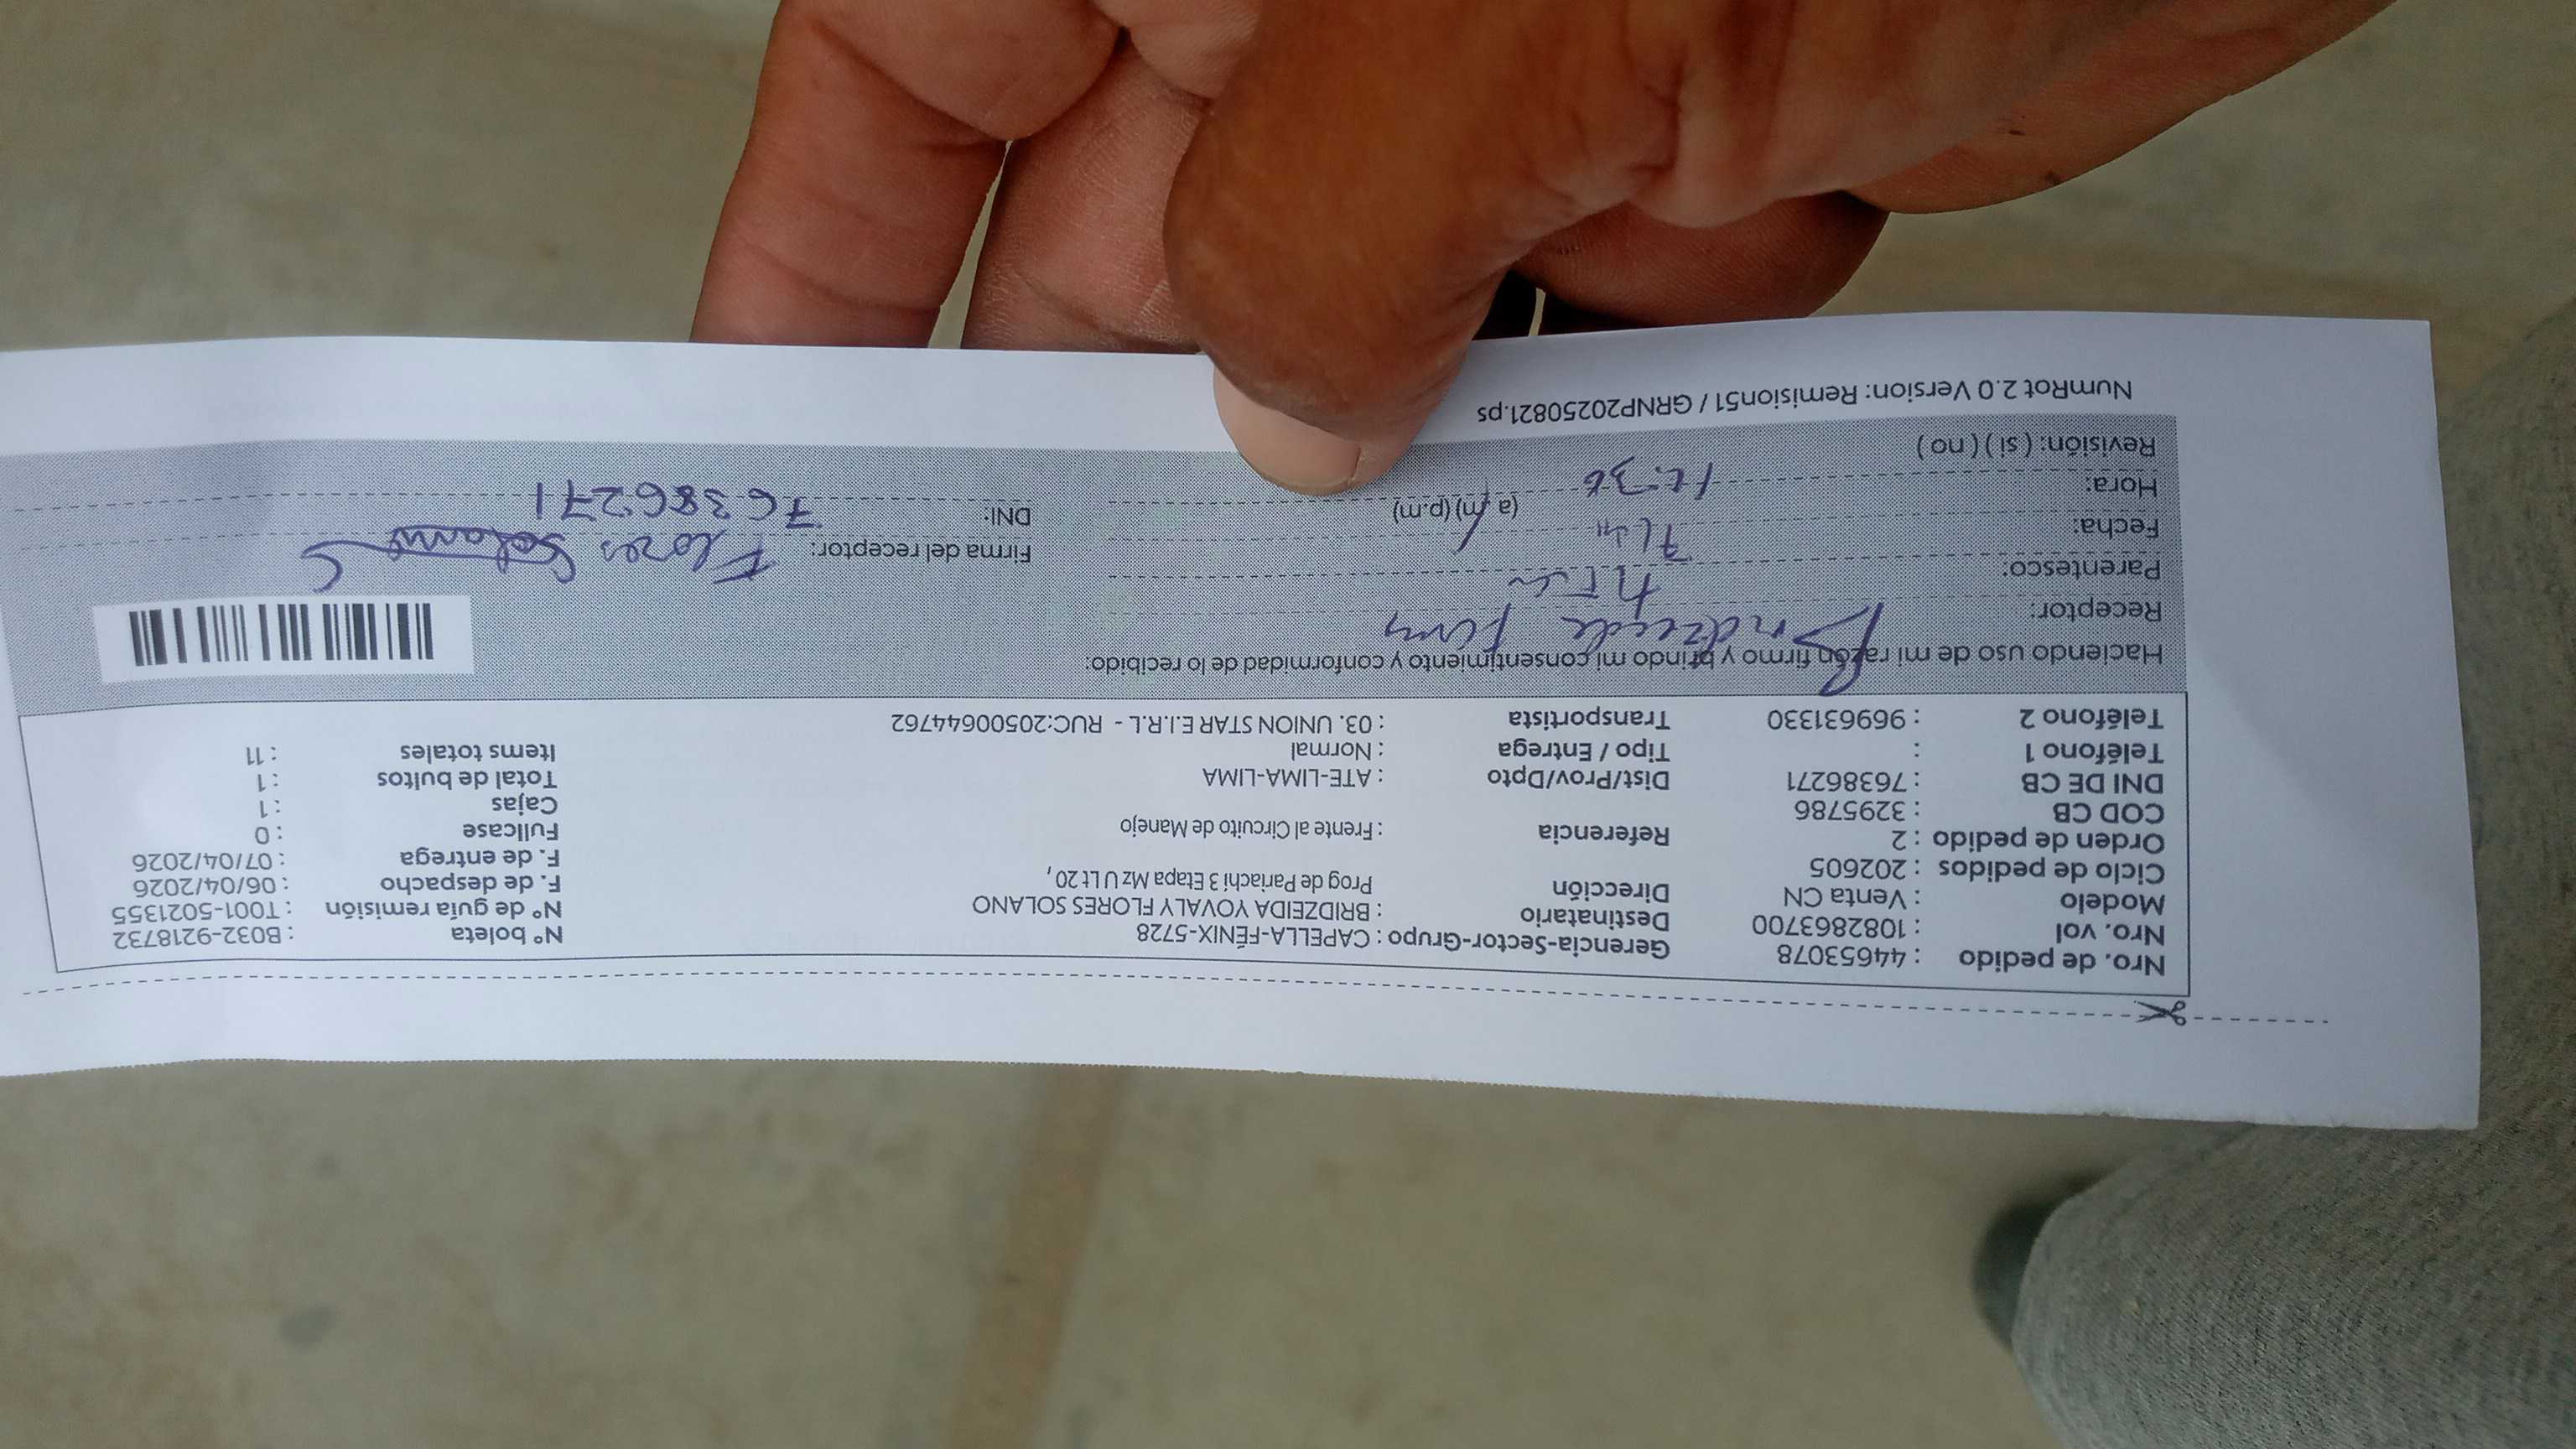 Nro. de pedido : 44653078
Nro. vol : 1082863700
Modelo : Venta CN
Ciclo de pedidos : 202605
Orden de pedido : 2
COD CB : 3295786
DNI DE CB : 76386271
Teléfono 1 :
Teléfono 2 : 969631330
Gerencia-Sector-Grupo : CAPELLA-FÉNIX-5728
Destinatario : BRIDZEIDA YOVALY FLORES SOLANO
Dirección Prog de Pariachi 3 Etapa Mz U Lt 20 ,
Referencia : Frente al Circuito de Manejo
Dist/Prov/Dpto : ATE-LIMA-LIMA
Tipo / Entrega : Normal
Transportista : 03. UNION STAR E.I.R.L - RUC:20500644762
Nº boleta : B032-9218732
Nº de guía remisión : T001-5021355
F. de despacho : 06/04/2026
F. de entrega : 07/04/2026
Fullcase : 0
Cajas : 1
Total de bultos : 1
Items totales : 11
Haciendo uso de mi razón firmo y brindo mi consentimiento y conformidad de lo recibido:
Receptor:
Parentesco:
Fecha:
Hora: (a.m) (p.m)
Revisión: ( si ) ( no )
Firma del receptor: Flores Solano
DNI: 76386271
NumRot 2.0 Version: Remision51 / GRNP20250821.ps